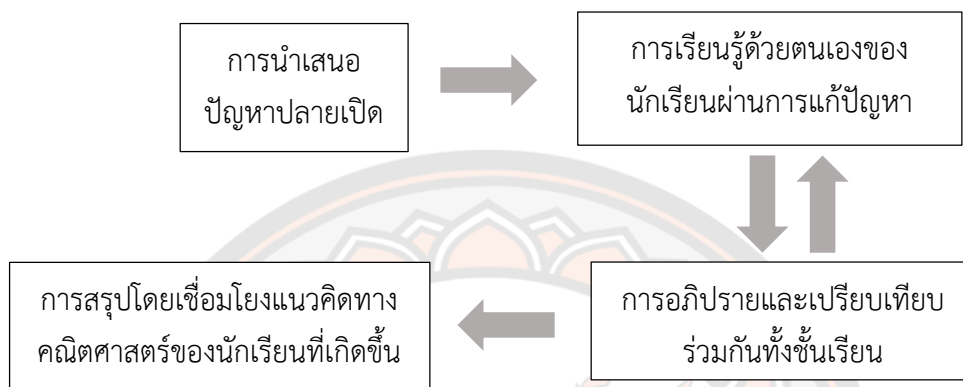 การนำเสนอ
ปัญหาปลายเปิด
การเรียนรู้ด้วยตนเองของ
นักเรียนผ่านการแก้ปัญหา
การอภิปรายและเปรียบเทียบ
ร่วมกันทั้งชั้นเรียน
การสรุปโดยเชื่อมโยงแนวคิดทาง
คณิตศาสตร์ของนักเรียนที่เกิดขึ้น